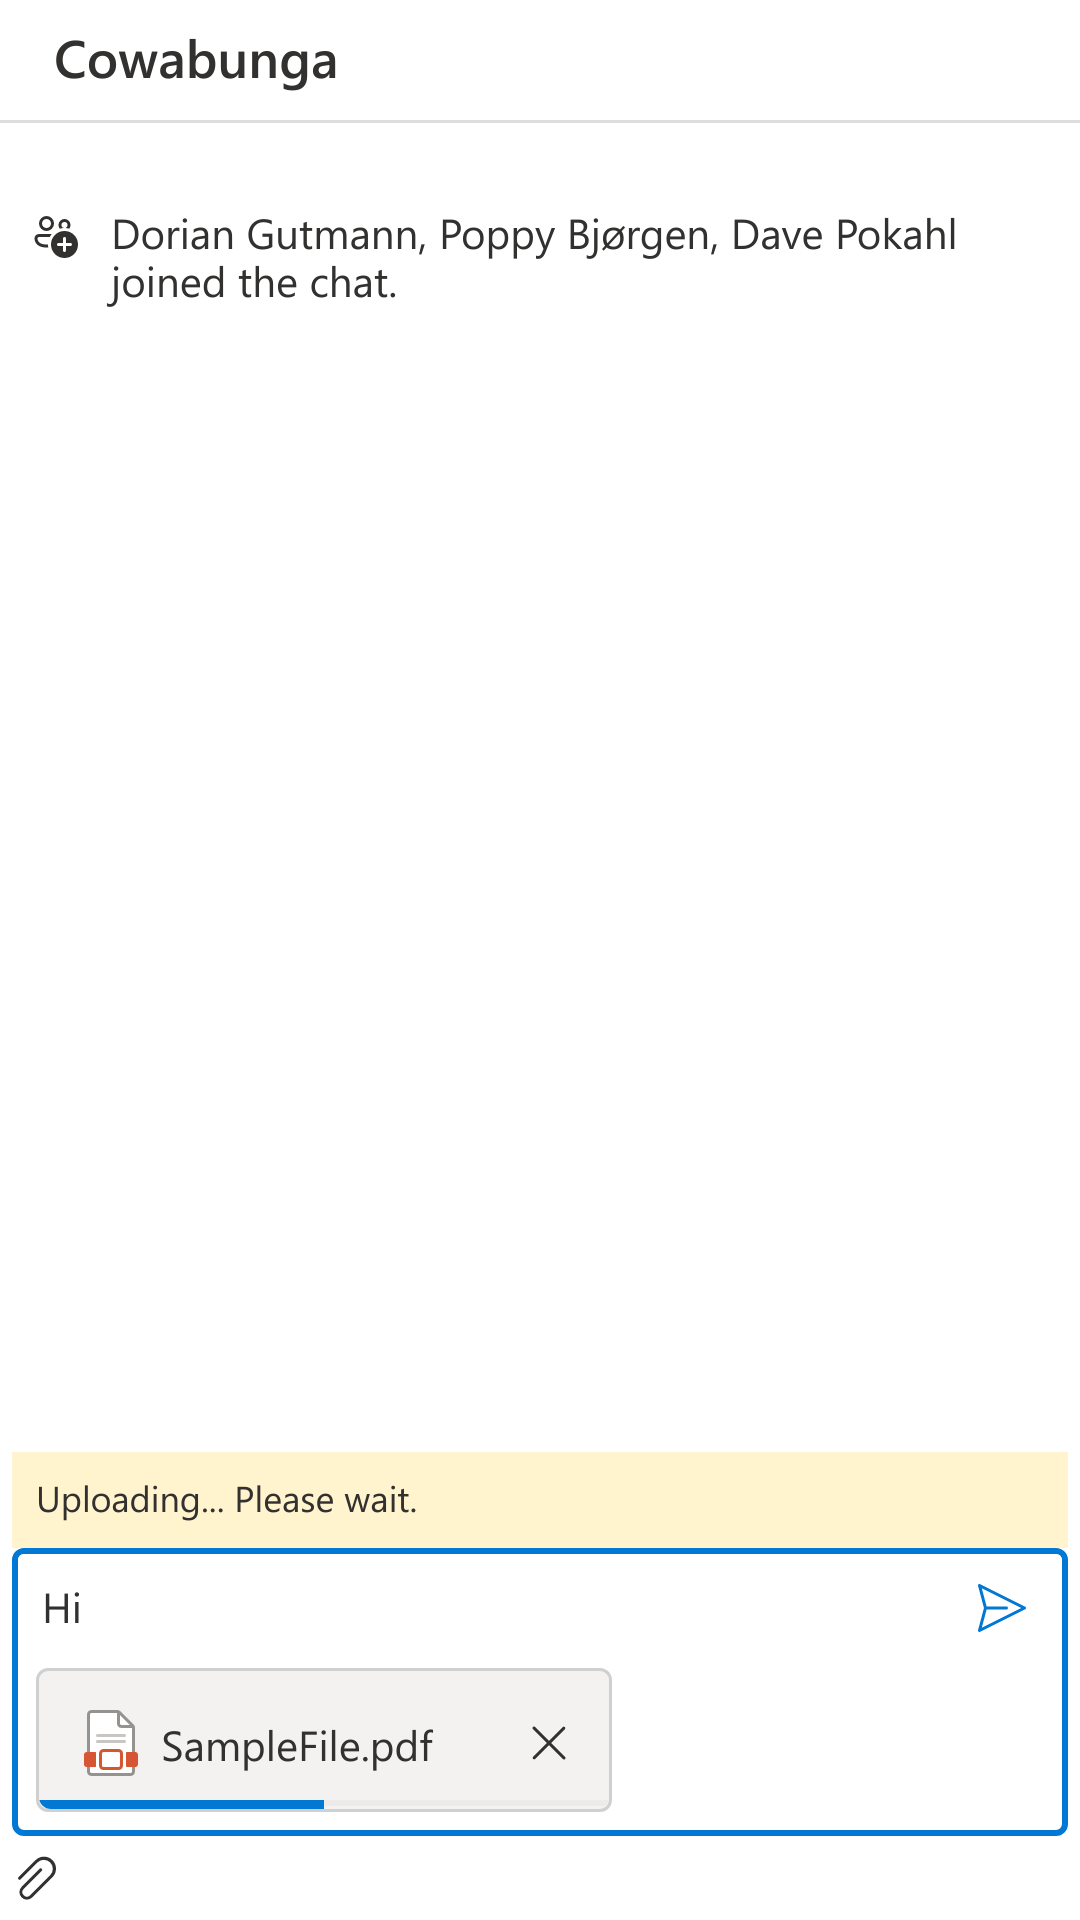 Cowabunga
Dorian Gutmann, Poppy Bjørgen, Dave Pokahl
joined the chat.
Uploading... Please wait.
Hi
SampleFile.pdf